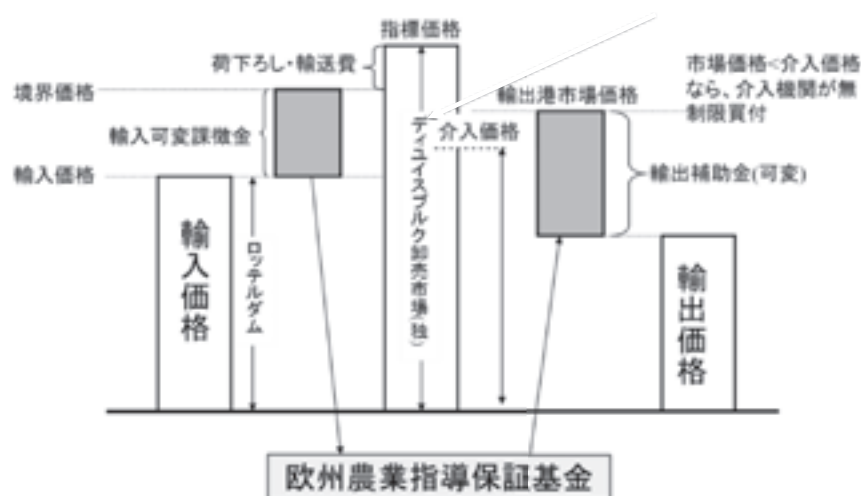 指標価格
荷下ろし・輸送費
境界価格
輸入可変課徴金
輸入価格
輸入価格
ロッテルダム
ディユイスブルク卸売市場(独)
介入価格
輸出港市場価格
市場価格<介入価格
なら、介入機関が無
制限買付
輸出補助金(可変)
輸出価格
欧州農業指導保証基金